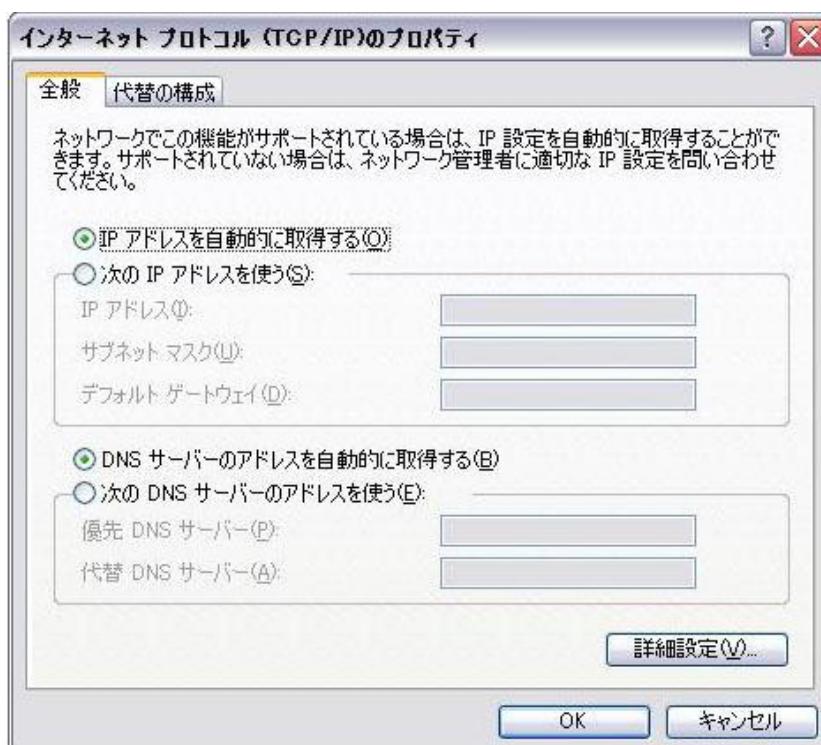 インターネット プロトコル (TCP/IP)のプロパティ
全般
代替の構成
ネットワークでこの機能がサポートされている場合は、IP 設定を自動的に取得することがで
きます。サポートされていない場合は、ネットワーク管理者に適切な IP 設定を問い合わせ
てください。
IP アドレスを自動的に取得する(O)
次の IP アドレスを使う(S):
IP アドレス(I):
サブネット マスク(U):
デフォルト ゲートウェイ(D):
DNS サーバーのアドレスを自動的に取得する(B)
次の DNS サーバーのアドレスを使う(E):
優先 DNS サーバー(P):
代替 DNS サーバー(A):
詳細設定(V)...
OK
キャンセル